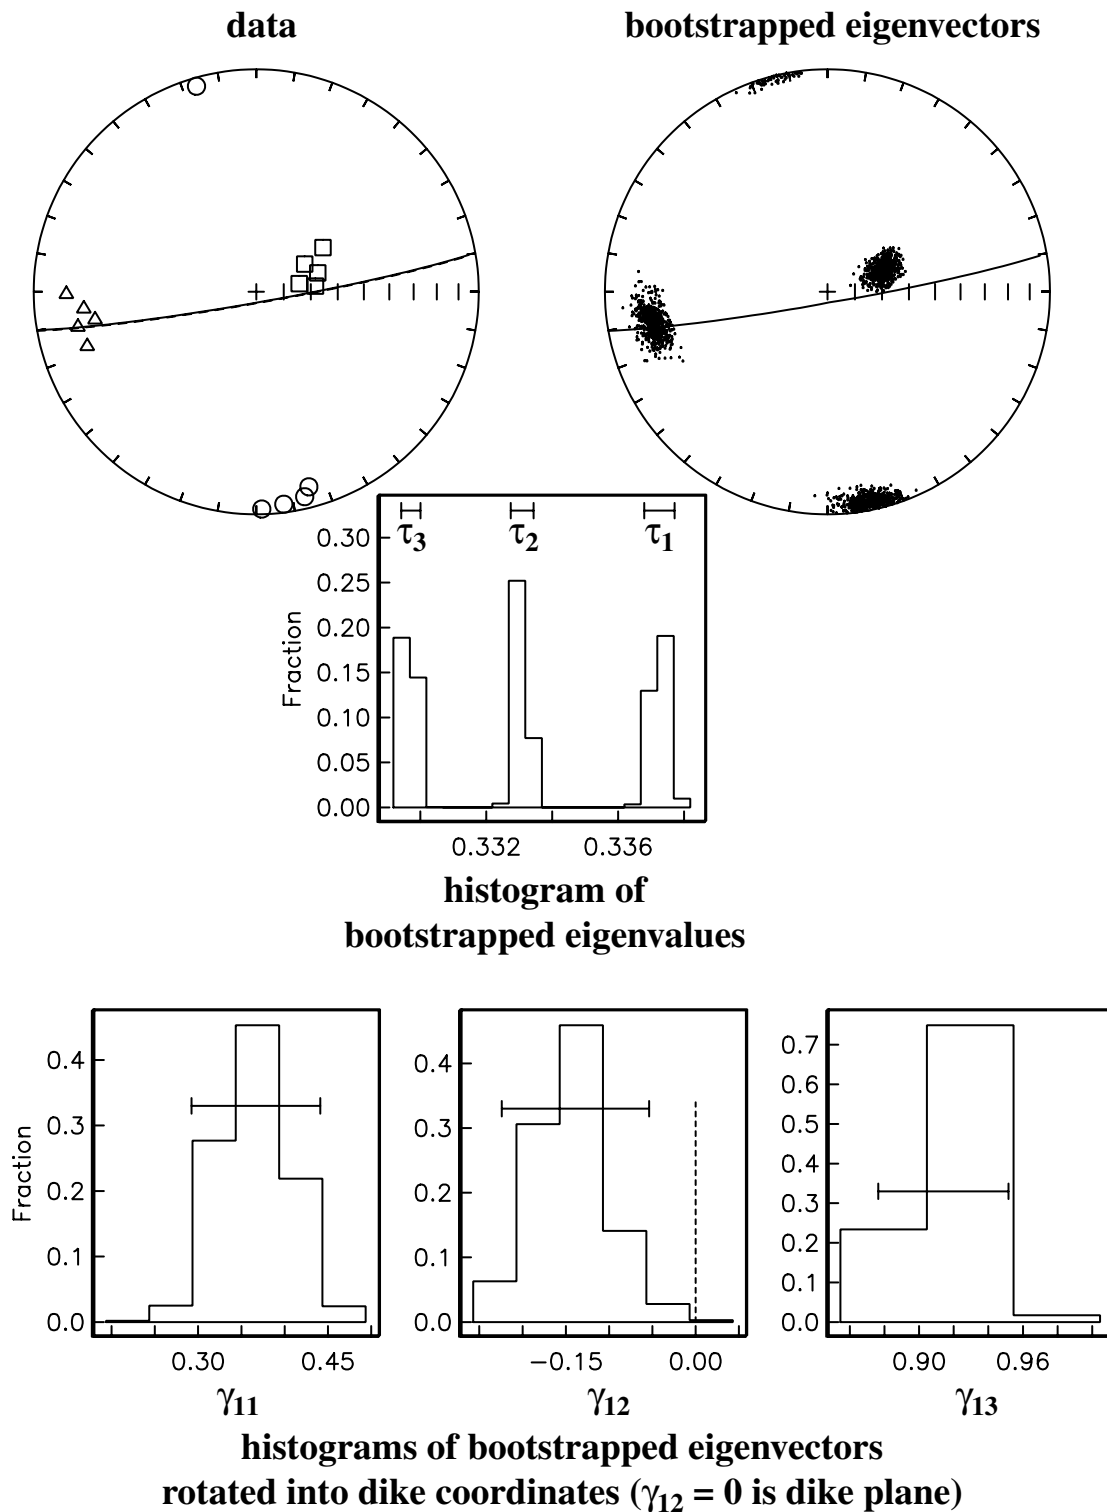 data
bootstrapped eigenvectors
τ3 τ2 τ1
0.30
0.25
0.20
0.15
0.10
0.05
0.00
Fraction
0.332 0.336
histogram of
bootstrapped eigenvalues
0.4
0.3
0.2
0.1
0.0
Fraction
0.30 0.45
γ11
0.4
0.3
0.2
0.1
0.0
−0.15 0.00
γ12
0.7
0.6
0.5
0.4
0.3
0.2
0.1
0.0
0.90 0.96
γ13
histograms of bootstrapped eigenvectors
rotated into dike coordinates (γ12 = 0 is dike plane)